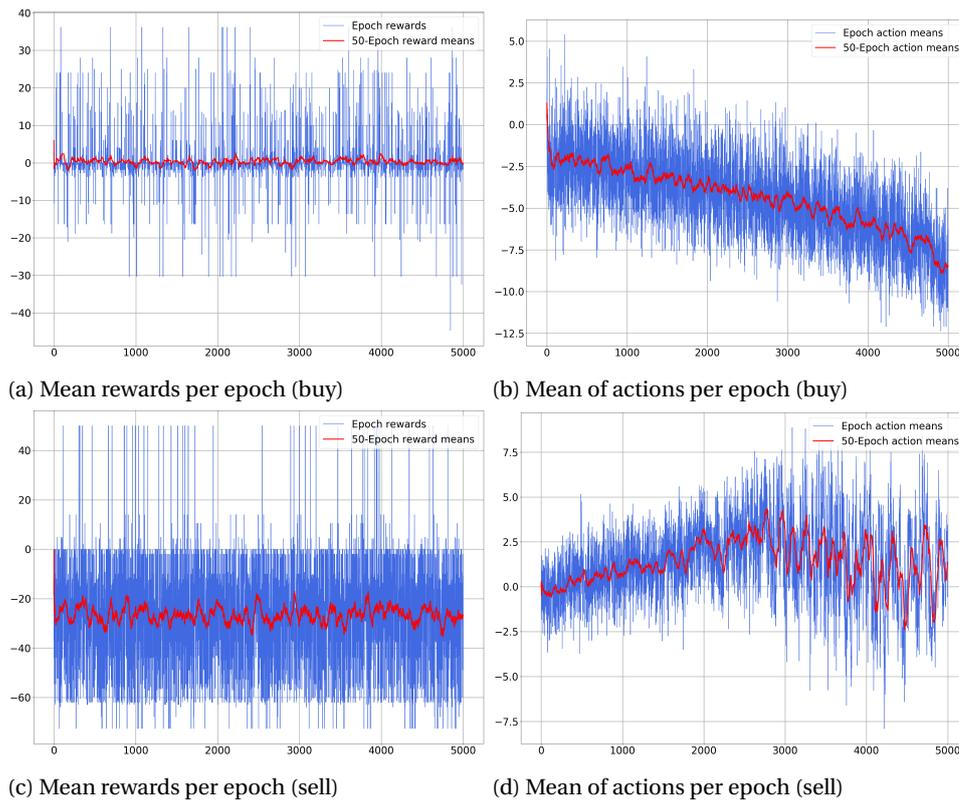 40
30
20
10
0
−10
−20
−30
−40
0 1000 2000 3000 4000 5000
Epoch rewards
50-Epoch reward means
(a) Mean rewards per epoch (buy)
5.0
2.5
0.0
−2.5
−5.0
−7.5
−10.0
−12.5
0 1000 2000 3000 4000 5000
Epoch action means
50-Epoch action means
(b) Mean of actions per epoch (buy)
40
20
0
−20
−40
−60
0 1000 2000 3000 4000 5000
Epoch rewards
50-Epoch reward means
(c) Mean rewards per epoch (sell)
7.5
5.0
2.5
0.0
−2.5
−5.0
−7.5
0 1000 2000 3000 4000 5000
Epoch action means
50-Epoch action means
(d) Mean of actions per epoch (sell)